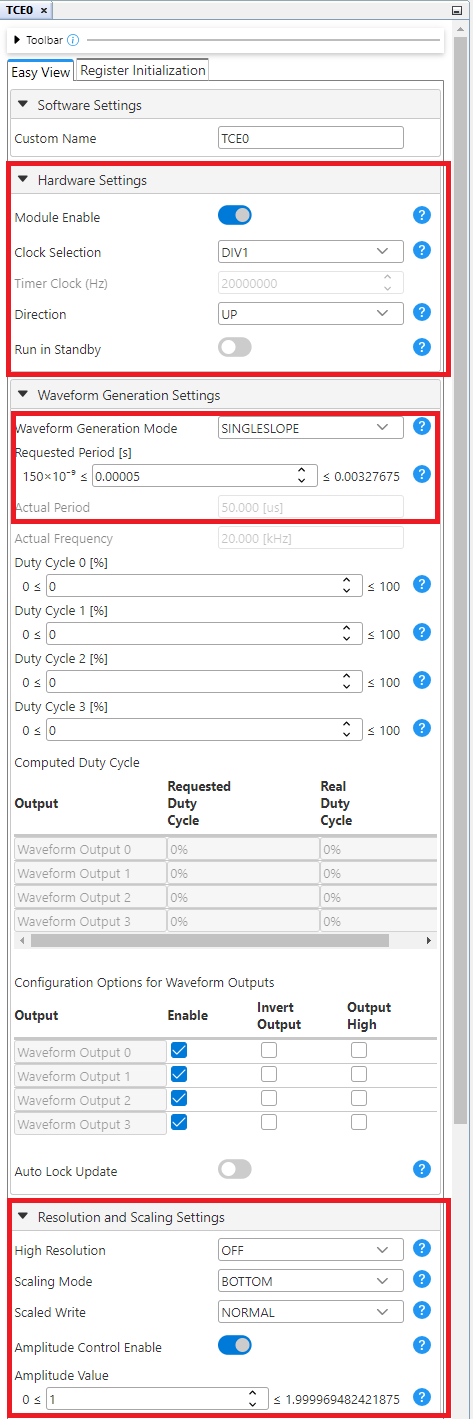 TCE0 ×
Toolbar
Easy View Register Initialization
Software Settings
Custom Name TCE0
Hardware Settings
Module Enable ?
Clock Selection DIV1 ?
Timer Clock (Hz) 20000000
Direction UP ?
Run in Standby ?
Waveform Generation Settings
Waveform Generation Mode SINGLESLOPE ?
Requested Period [s]
150×10⁻⁹ ≤ 0.00005 ≤ 0.00327675 ?
Actual Period 50.000 [us]
Actual Frequency 20.000 [kHz]
Duty Cycle 0 [%]
0 ≤ 0 ≤ 100 ?
Duty Cycle 1 [%]
0 ≤ 0 ≤ 100 ?
Duty Cycle 2 [%]
0 ≤ 0 ≤ 100 ?
Duty Cycle 3 [%]
0 ≤ 0 ≤ 100 ?
Computed Duty Cycle
Output Requested Duty Cycle Real Duty Cycle
Waveform Output 0 0% 0%
Waveform Output 1 0% 0%
Waveform Output 2 0% 0%
Waveform Output 3 0% 0%
Configuration Options for Waveform Outputs
Output Enable Invert Output Output High
Waveform Output 0
Waveform Output 1
Waveform Output 2
Waveform Output 3
Auto Lock Update ?
Resolution and Scaling Settings
High Resolution OFF ?
Scaling Mode BOTTOM ?
Scaled Write NORMAL ?
Amplitude Control Enable ?
Amplitude Value
0 ≤ 1 ≤ 1.999969482421875 ?